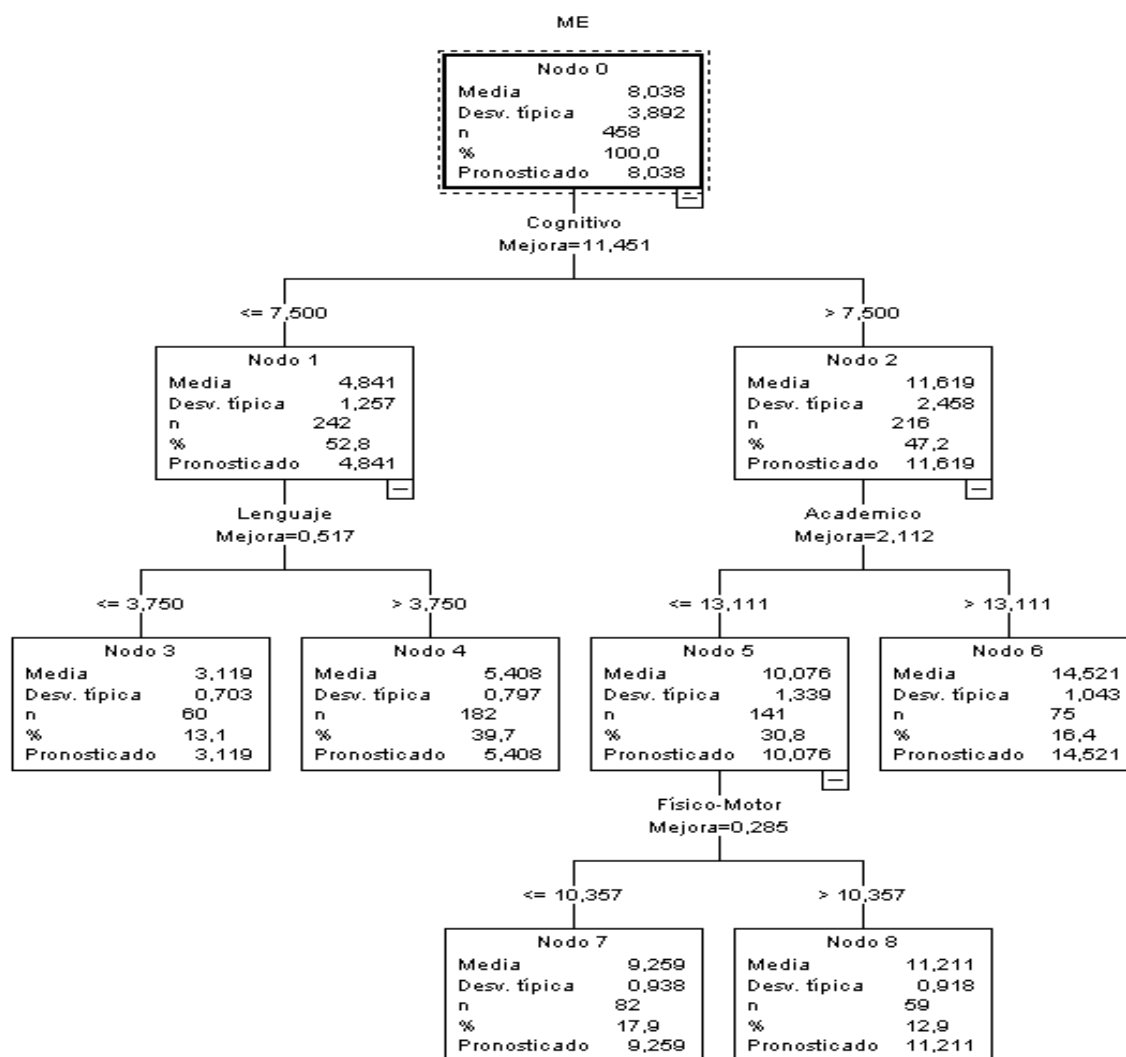 ME
Nodo 0
Media 8,038
Desv. típica 3,892
n 458
% 100,0
Pronosticado 8,038
Cognitivo
Mejora=11,451
<= 7,500
> 7,500
Nodo 1
Media 4,841
Desv. típica 1,257
n 242
% 52,8
Pronosticado 4,841
Nodo 2
Media 11,619
Desv. típica 2,458
n 216
% 47,2
Pronosticado 11,619
Lenguaje
Mejora=0,517
Academico
Mejora=2,112
<= 3,750
> 3,750
<= 13,111
> 13,111
Nodo 3
Media 3,119
Desv. típica 0,703
n 60
% 13,1
Pronosticado 3,119
Nodo 4
Media 5,408
Desv. típica 0,797
n 182
% 39,7
Pronosticado 5,408
Nodo 5
Media 10,076
Desv. típica 1,339
n 141
% 30,8
Pronosticado 10,076
Nodo 6
Media 14,521
Desv. típica 1,043
n 75
% 16,4
Pronosticado 14,521
Físico-Motor
Mejora=0,285
<= 10,357
> 10,357
Nodo 7
Media 9,259
Desv. típica 0,938
n 82
% 17,9
Pronosticado 9,259
Nodo 8
Media 11,211
Desv. típica 0,918
n 59
% 12,9
Pronosticado 11,211